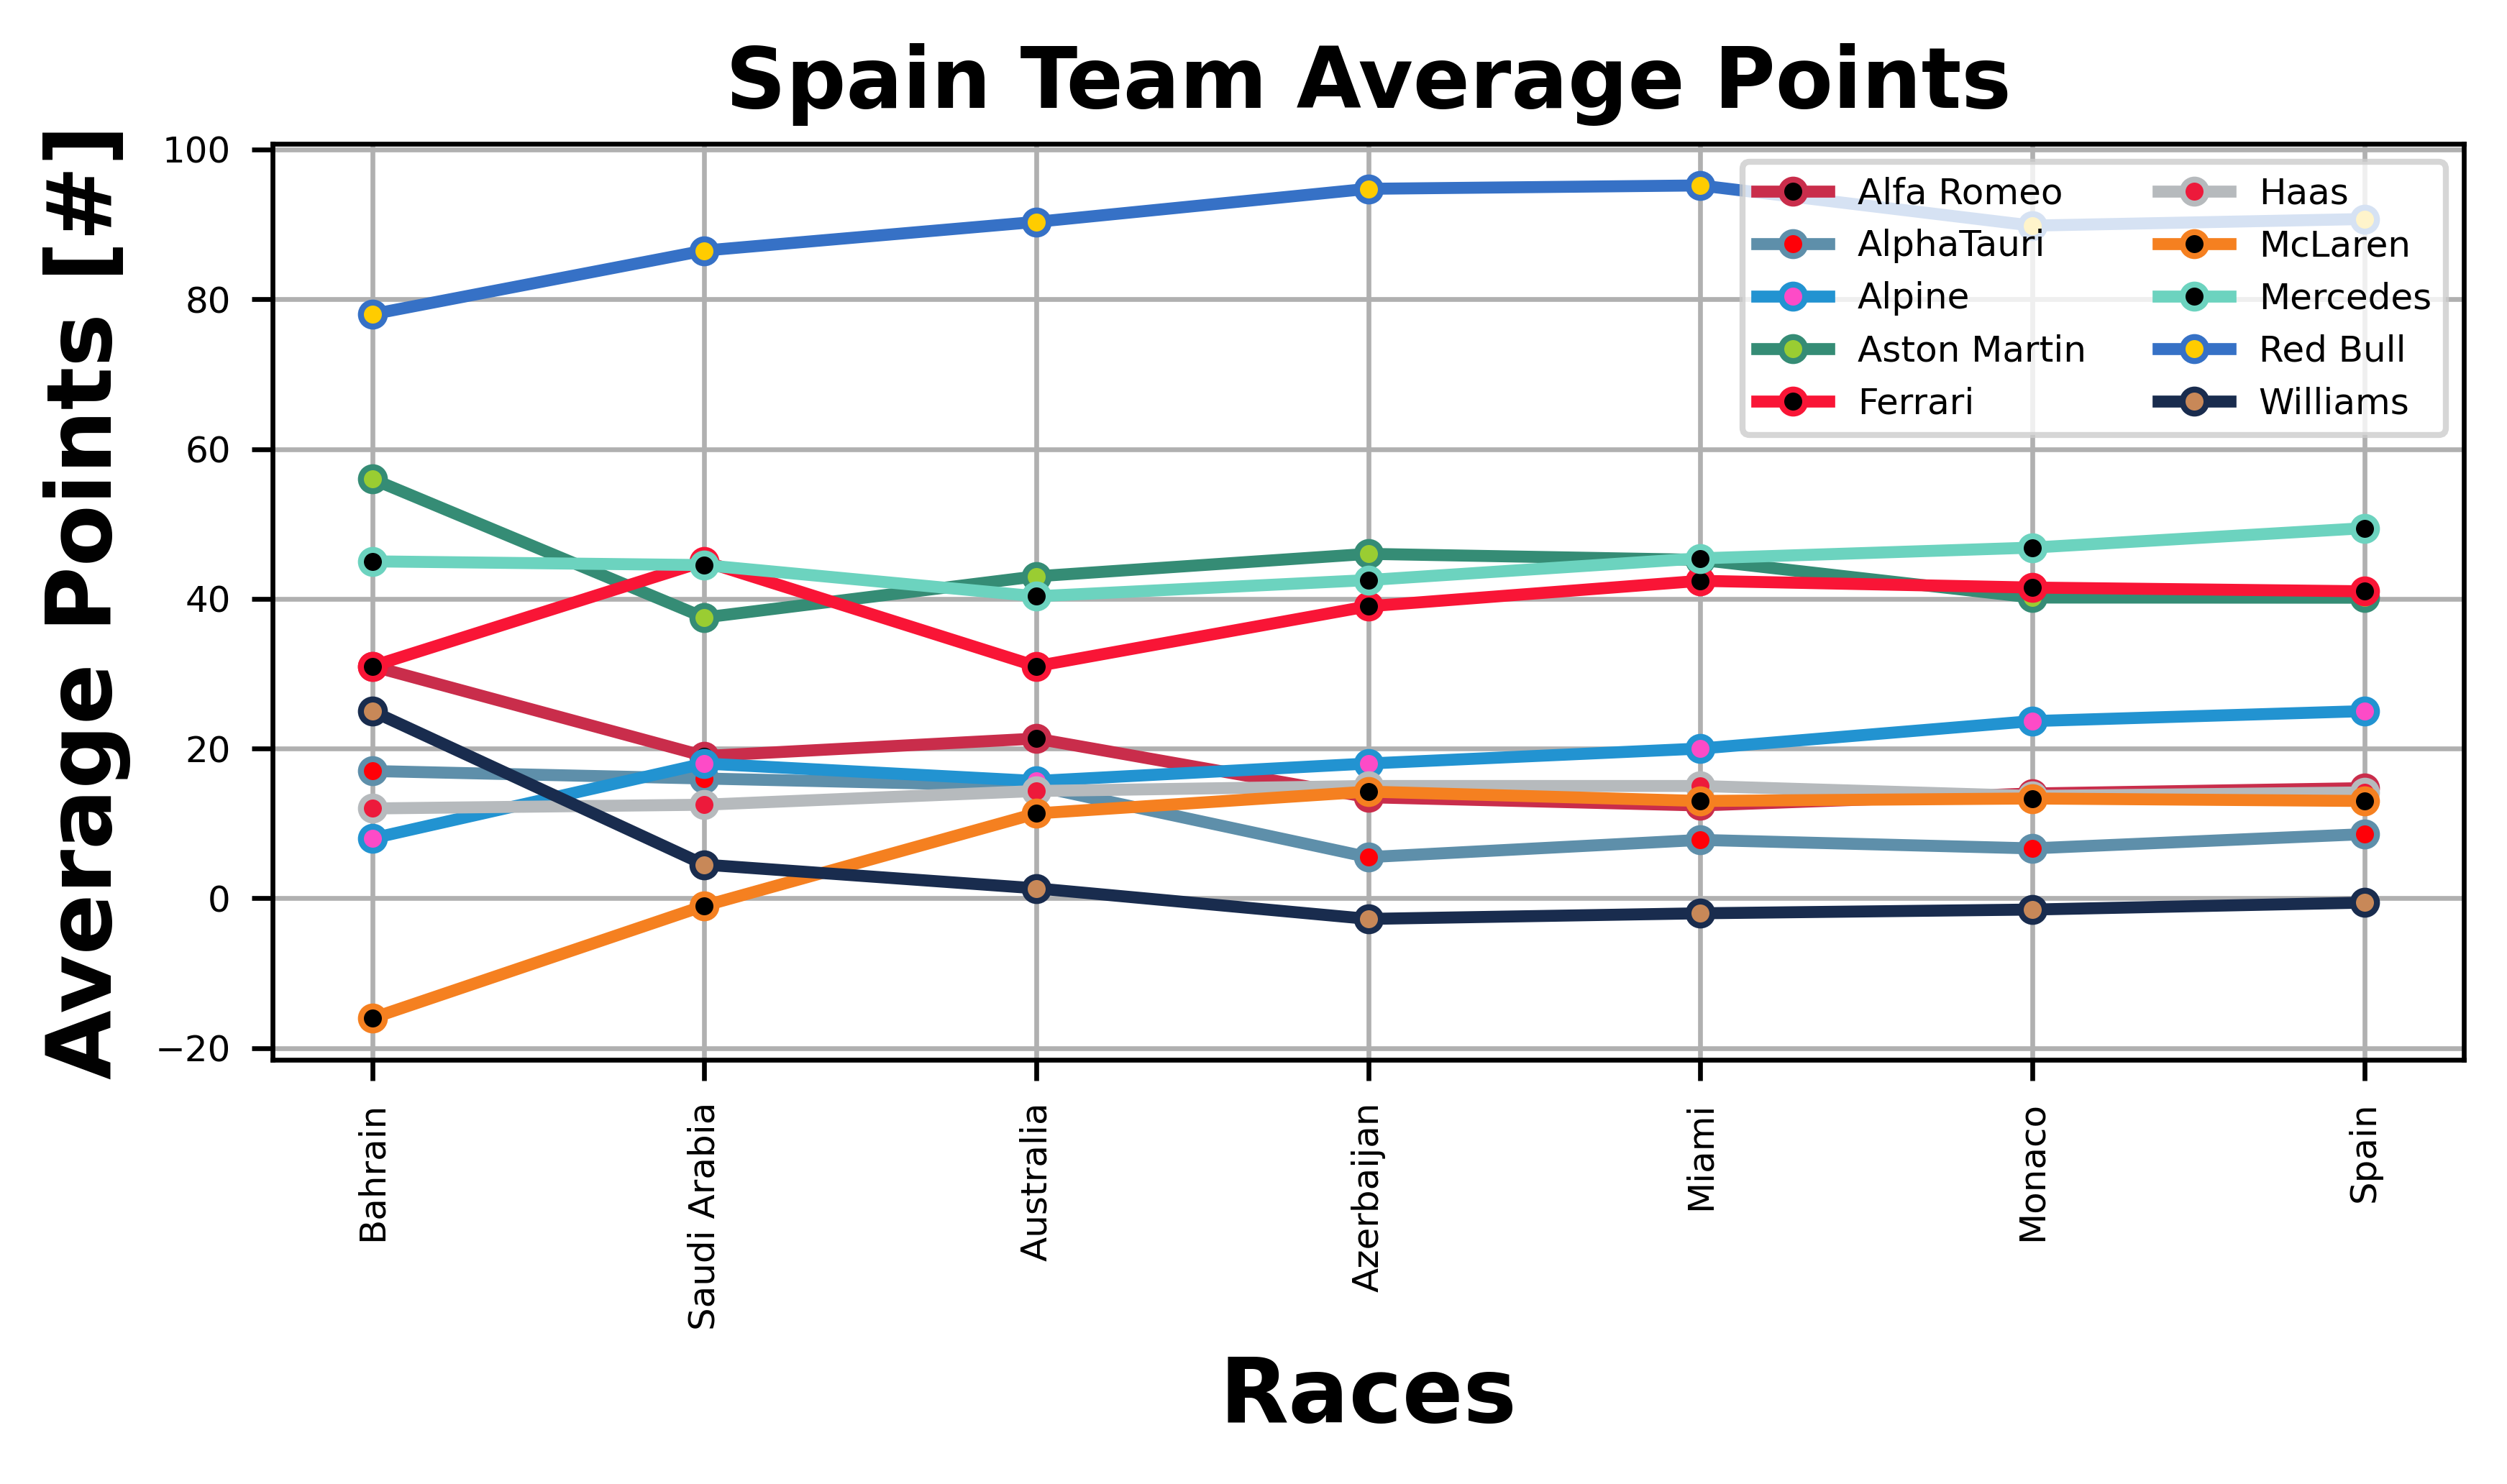 Spain Team Average Points
Average Points [#]
100
80
60
40
20
0
−20
Alfa Romeo
AlphaTauri
Alpine
Aston Martin
Ferrari
Haas
McLaren
Mercedes
Red Bull
Williams
Bahrain
Saudi Arabia
Australia
Azerbaijan
Miami
Monaco
Spain
Races